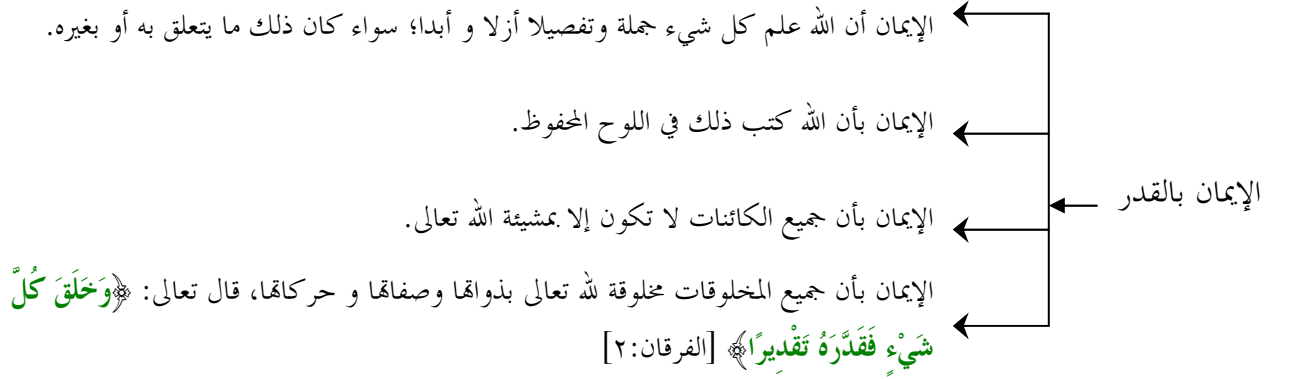 الإيمان أن الله علم كل شيء جملة وتفصيلا أزلا و أبدا؛ سواء كان ذلك ما يتعلق به أو بغيره.
الإيمان بأن الله كتب ذلك في اللوح المحفوظ.
الإيمان بالقدر
الإيمان بأن جميع الكائنات لا تكون إلا بمشيئة الله تعالى.
الإيمان بأن جميع المخلوقات مخلوقة لله تعالى بذواتها وصفاتها و حركاتها، قال تعالى: ﴿وَخَلَقَ كُلَّ
شَيْءٍ فَقَدَّرَهُ تَقْدِيرًا﴾ [الفرقان:٢]